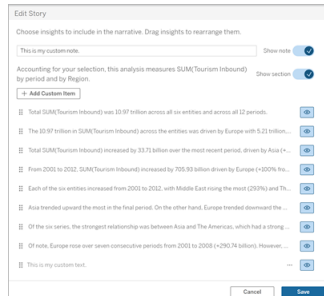 Edit Story
Choose insights to include in the narrative. Drag insights to rearrange them.
This is my custom note.
Show note
Accounting for your selection, this analysis measures SUM(Tourism Inbound)
by period and by Region.
Show section
+ Add Custom Item
Total SUM(Tourism Inbound) was 10.97 trillion across all six entities and across all 12 periods.
The 10.97 trillion in SUM(Tourism Inbound) across the entities was driven by Europe with 5.21 trillion...
Total SUM(Tourism Inbound) increased by 33.71 billion over the most recent period, driven by Asia (+...
From 2001 to 2012, SUM(Tourism Inbound) increased by 705.93 billion driven by Europe (+100% fro...
Each of the six entities increased from 2001 to 2012, with Middle East rising the most (293%) and Th...
Asia trended upward the most in the final period. On the other hand, Europe trended downward the ...
Of the six series, the strongest relationship was between Asia and The Americas, which had a strong ...
Of note, Europe rose over seven consecutive periods from 2001 to 2008 (+290.74 billion). However, ...
This is my custom text.
Cancel
Save